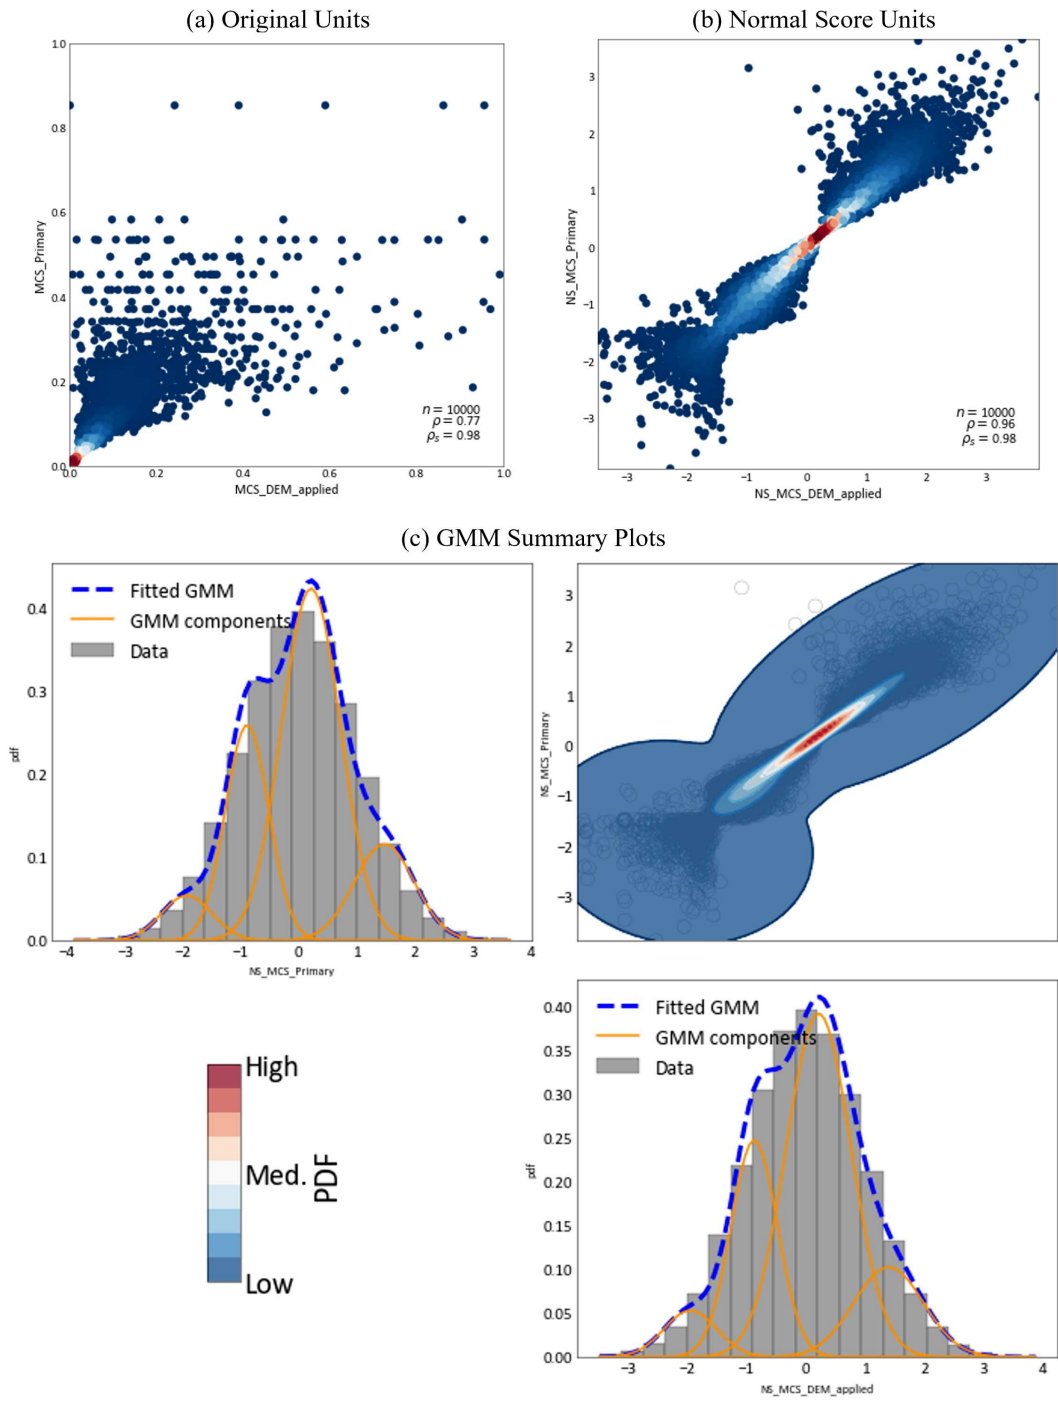 (a) Original Units
(b) Normal Score Units
1.0
0.8
0.6
0.4
0.2
0.0
MCS_Primary
n = 10000
ρ = 0.77
ρs = 0.98
0.0 0.2 0.4 0.6 0.8 1.0
MCS_DEM_applied
3
2
1
0
−1
−2
−3
NS_MCS_Primary
n = 10000
ρ = 0.96
ρs = 0.98
−3 −2 −1 0 1 2 3
NS_MCS_DEM_applied
(c) GMM Summary Plots
Fitted GMM
GMM components
Data
0.4
0.3
0.2
0.1
0.0
pdf
−4 −3 −2 −1 0 1 2 3 4
NS_MCS_Primary
3
2
1
0
−1
−2
−3
NS_MCS_Primary
High
Med.
Low
PDF
Fitted GMM
GMM components
Data
0.40
0.35
0.30
0.25
0.20
0.15
0.10
0.05
0.00
pdf
−3 −2 −1 0 1 2 3 4
NS_MCS_DEM_applied